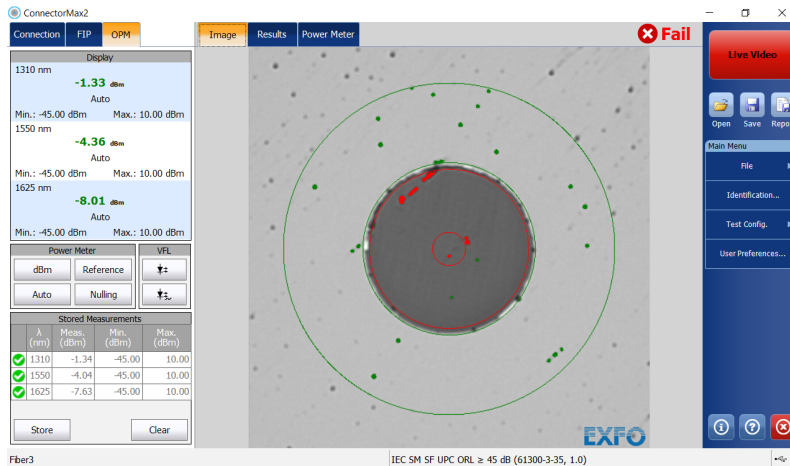 ConnectorMax2
Connection FIP OPM
Image Results Power Meter
Fail
Live Video
Display
1310 nm
-1.33 dBm
Auto
Min.: -45.00 dBm Max.: 10.00 dBm
1550 nm
-4.36 dBm
Auto
Min.: -45.00 dBm Max.: 10.00 dBm
1625 nm
-8.01 dBm
Auto
Min.: -45.00 dBm Max.: 10.00 dBm
Power Meter VFL
dBm Reference
Auto Nulling
Stored Measurements
λ Meas. Min. Max.
(nm) (dBm) (dBm) (dBm)
1310 -1.34 -45.00 10.00
1550 -4.04 -45.00 10.00
1625 -7.63 -45.00 10.00
Store Clear
Open Save Repo
Main Menu
File
Identification...
Test Config.
User Preferences...
EXFO
Fiber3
IEC SM SF UPC ORL ≥ 45 dB (61300-3-35, 1.0)